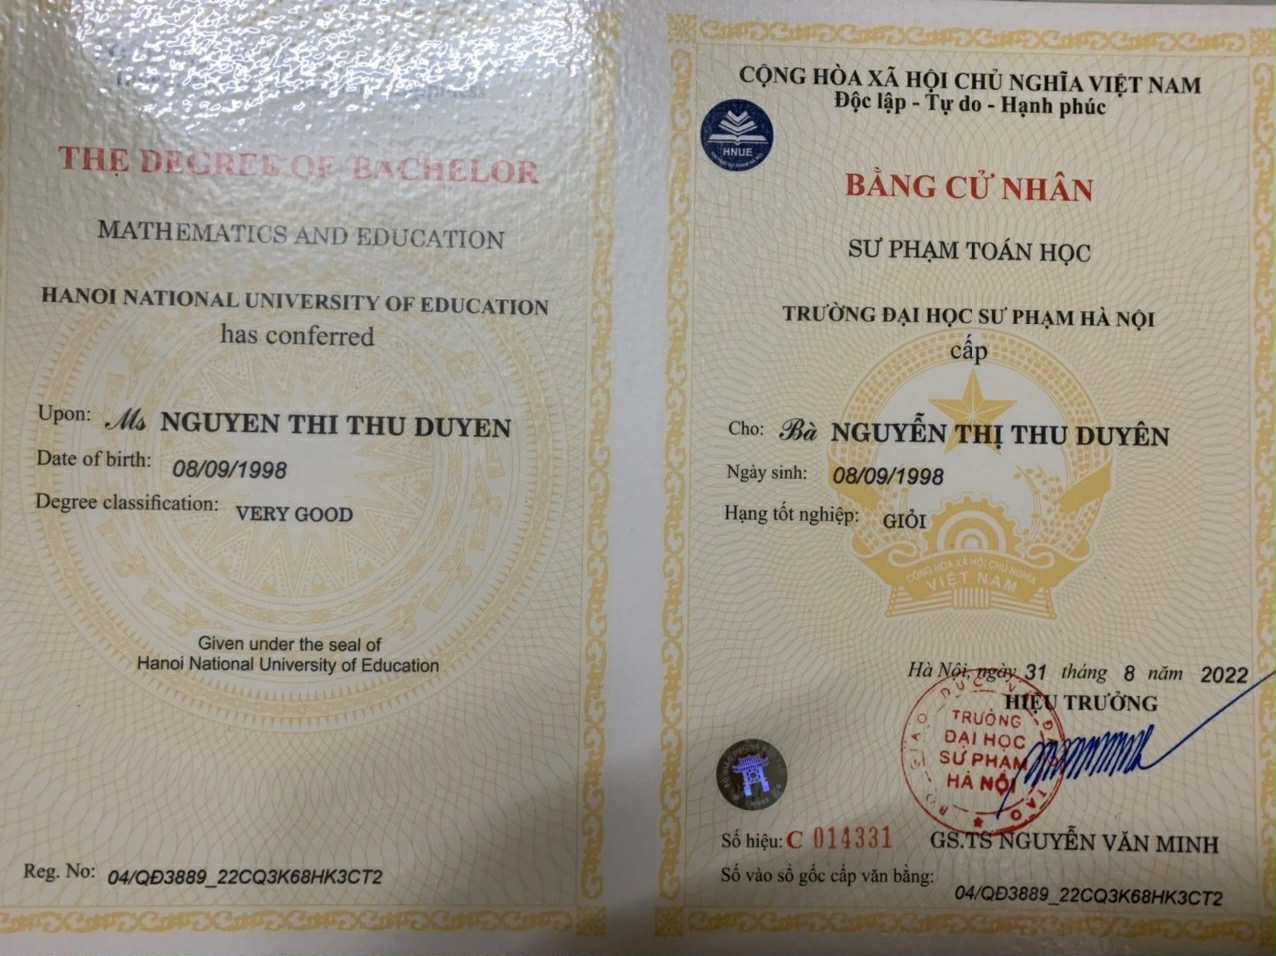 THE DEGREE OF BACHELOR
MATHEMATICS AND EDUCATION
HANOI NATIONAL UNIVERSITY OF EDUCATION
has conferred
Upon: Ms NGUYEN THI THU DUYEN
Date of birth: 08/09/1998
Degree classification: VERY GOOD
Given under the seal of
Hanoi National University of Education
Reg. No: 04/QĐ3889_22CQ3K68HK3CT2
CỘNG HÒA XÃ HỘI CHỦ NGHĨA VIỆT NAM
Độc lập - Tự do - Hạnh phúc
HNUE
BẰNG CỬ NHÂN
SƯ PHẠM TOÁN HỌC
TRƯỜNG ĐẠI HỌC SƯ PHẠM HÀ NỘI
cấp
Cho: Bà NGUYỄN THỊ THU DUYÊN
Ngày sinh: 08/09/1998
Hạng tốt nghiệp: GIỎI
CỘNG HÒA XÃ HỘI CHỦ NGHĨA
VIỆT NAM
Hà Nội, ngày 31 tháng 8 năm 2022
HIỆU TRƯỞNG
TRƯỜNG
ĐẠI HỌC
SƯ PHẠM
HÀ NỘI
Số hiệu: C 014331
GS.TS NGUYỄN VĂN MINH
Số vào sổ gốc cấp văn bằng:
04/QĐ3889_22CQ3K68HK3CT2